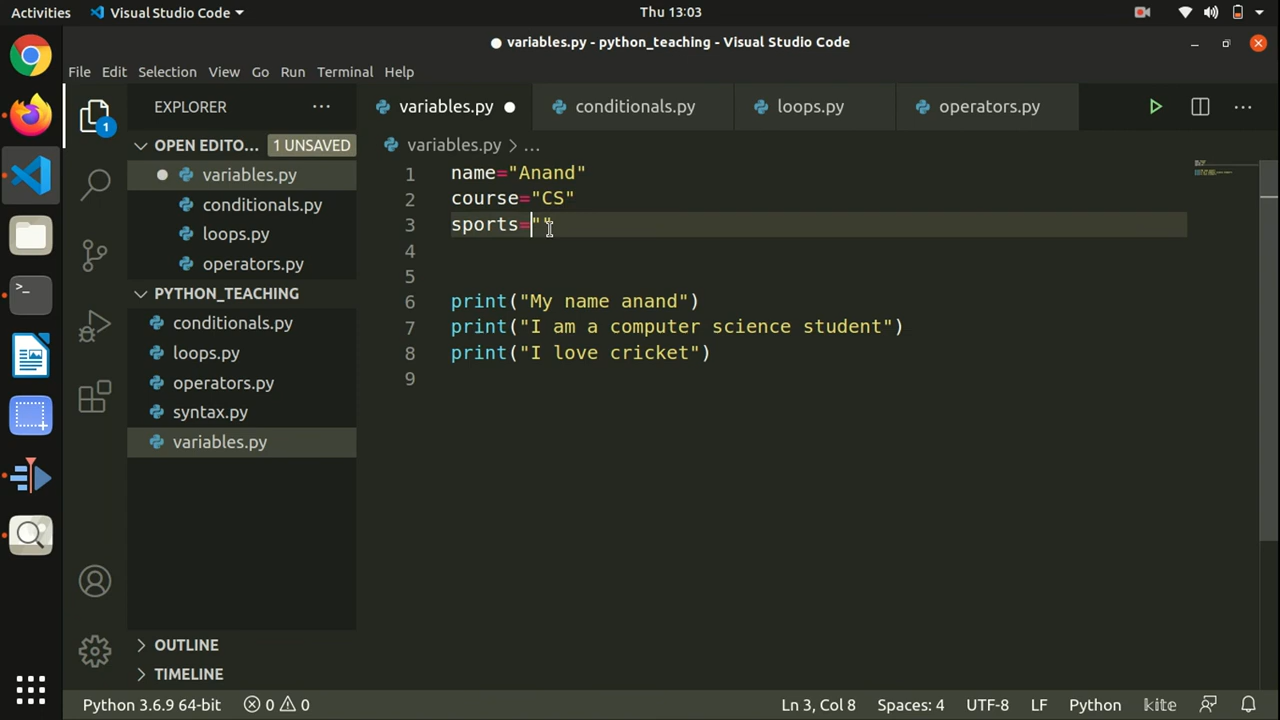 Activities Visual Studio Code Thu 13:03
variables.py - python_teaching - Visual Studio Code
File Edit Selection View Go Run Terminal Help
EXPLORER ... variables.py conditionals.py loops.py operators.py ...
1
OPEN EDITO... 1 UNSAVED
variables.py > ...
variables.py
conditionals.py
loops.py
operators.py
PYTHON_TEACHING
conditionals.py
loops.py
operators.py
syntax.py
variables.py
OUTLINE
TIMELINE
1 name="Anand"
2 course="CS"
3 sports=""
4
5
6 print("My name anand")
7 print("I am a computer science student")
8 print("I love cricket")
9
Python 3.6.9 64-bit 0 0 Ln 3, Col 8 Spaces: 4 UTF-8 LF Python kite